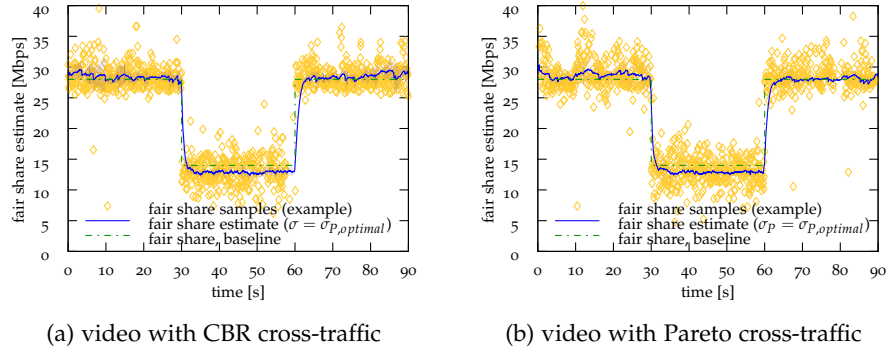 fair share estimate [Mbps]
40
35
30
25
20
15
10
5
0
fair share samples (example)
fair share estimate (σ = σP,optimal)
fair share, baseline
0 10 20 30 40 50 60 70 80 90
time [s]
(a) video with CBR cross-traffic
fair share estimate [Mbps]
40
35
30
25
20
15
10
5
0
fair share samples (example)
fair share estimate (σP = σP,optimal)
fair share, baseline
0 10 20 30 40 50 60 70 80 90
time [s]
(b) video with Pareto cross-traffic